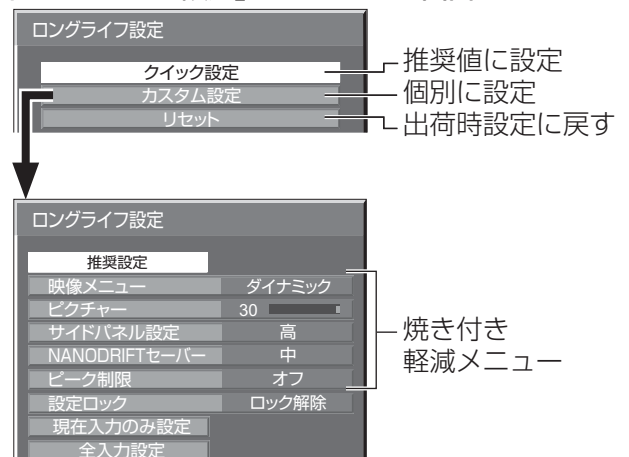 ロングライフ設定
クイック設定
カスタム設定
リセット
推奨値に設定
個別に設定
出荷時設定に戻す
ロングライフ設定
推奨設定
映像メニュー ダイナミック
ピクチャー 30
サイドパネル設定 高
NANODRIFTセーバー 中
ピーク制限 オフ
設定ロック ロック解除
現在入力のみ設定
全入力設定
焼き付き
軽減メニュー